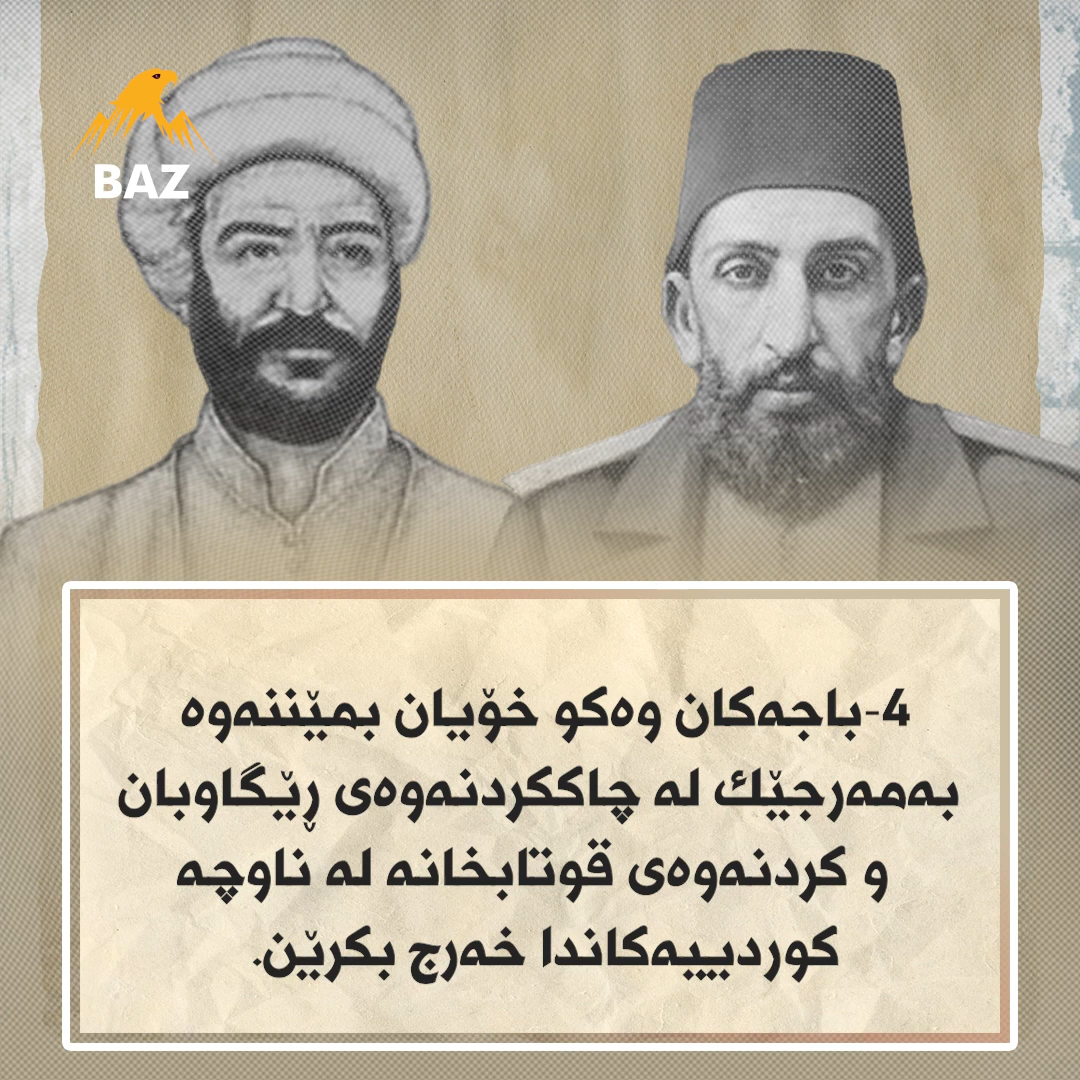 BAZ
4-باجەکان وەکو خۆیان بمێننەوە
بەمەرجێك لە چاککردنەوەی ڕێگاوبان
و کردنەوەی قوتابخانە لە ناوچە
کوردییەکاندا خەرج بکرێن.